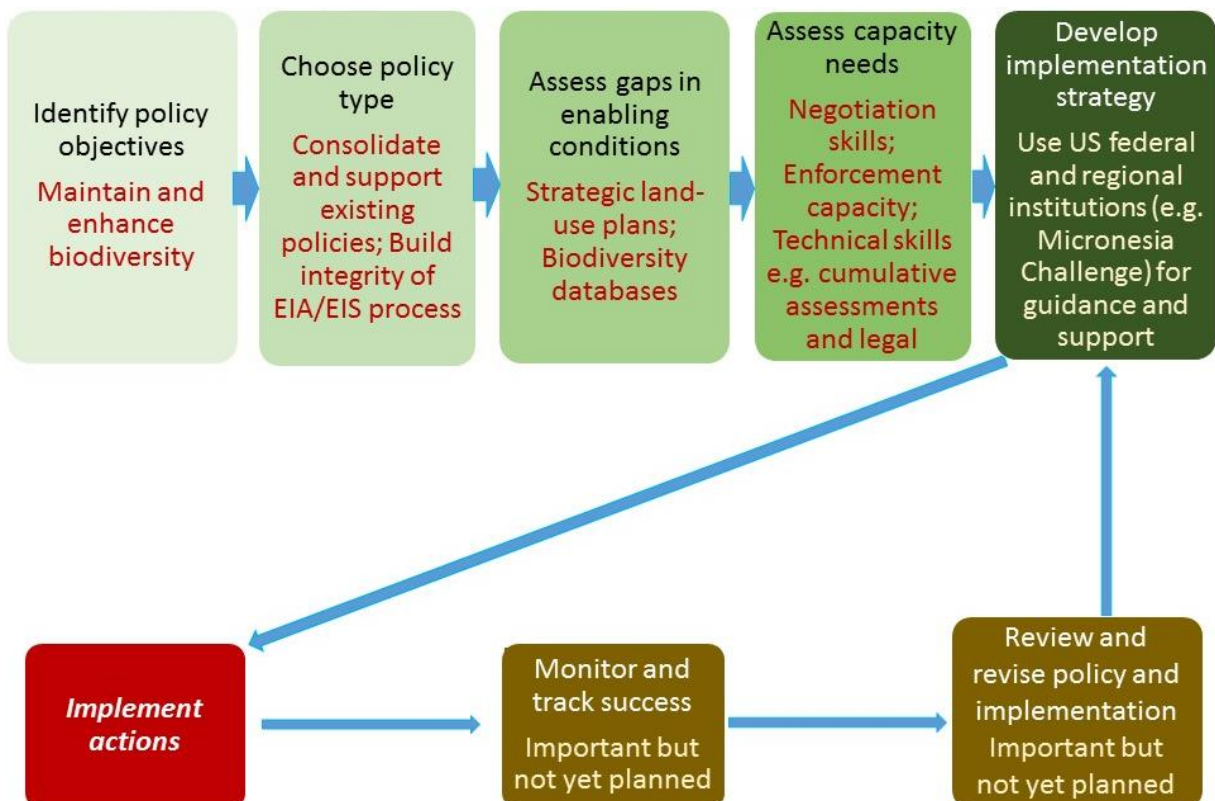 Identify policy
objectives
Maintain and
enhance
biodiversity
Choose policy
type
Consolidate
and support
existing
policies; Build
integrity of
EIA/EIS process
Assess gaps in
enabling
conditions
Strategic land-
use plans;
Biodiversity
databases
Assess capacity
needs
Negotiation
skills;
Enforcement
capacity;
Technical skills
e.g. cumulative
assessments
and legal
Develop
implementation
strategy
Use US federal
and regional
institutions (e.g.
Micronesia
Challenge) for
guidance and
support
Implement
actions
Monitor and
track success
Important but
not yet planned
Review and
revise policy and
implementation
Important but
not yet planned